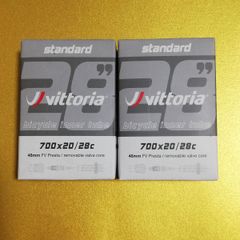 standard
28"
vittoria
bicycle inner tube
700x20/28c
48mm FV Presta / removable valve core
standard
28"
vittoria
bicycle inner tube
700x20/28c
48mm FV Presta / removable valve core